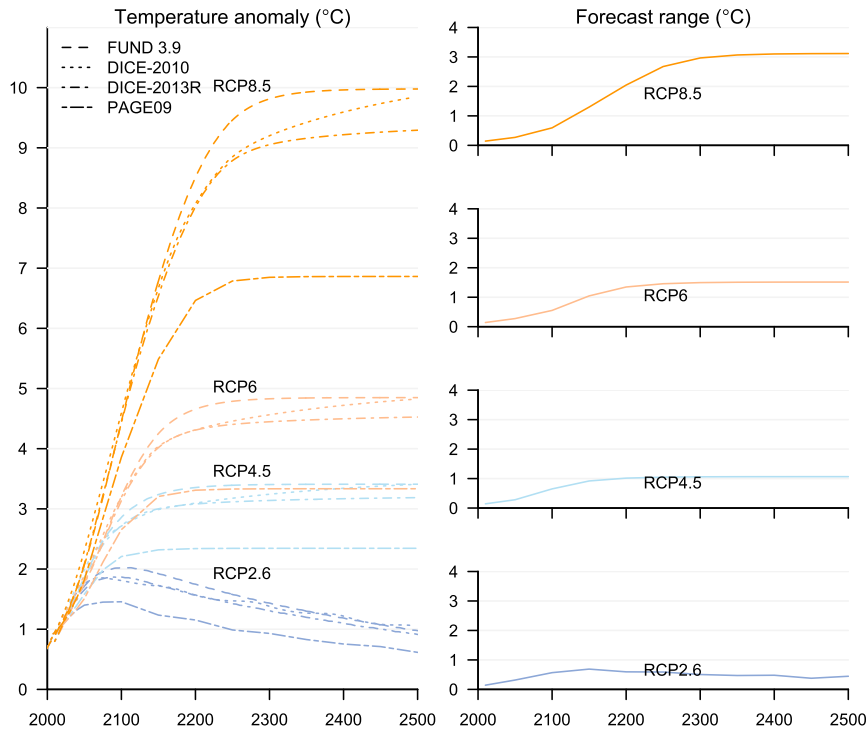 Temperature anomaly (°C)
FUND 3.9
DICE-2010
DICE-2013R
PAGE09
RCP8.5
RCP6
RCP4.5
RCP2.6
10
9
8
7
6
5
4
3
2
1
0
2000 2100 2200 2300 2400 2500
Forecast range (°C)
4
3
2
1
0
RCP8.5
4
3
2
1
0
RCP6
4
3
2
1
0
RCP4.5
4
3
2
1
0
RCP2.6
2000 2100 2200 2300 2400 2500